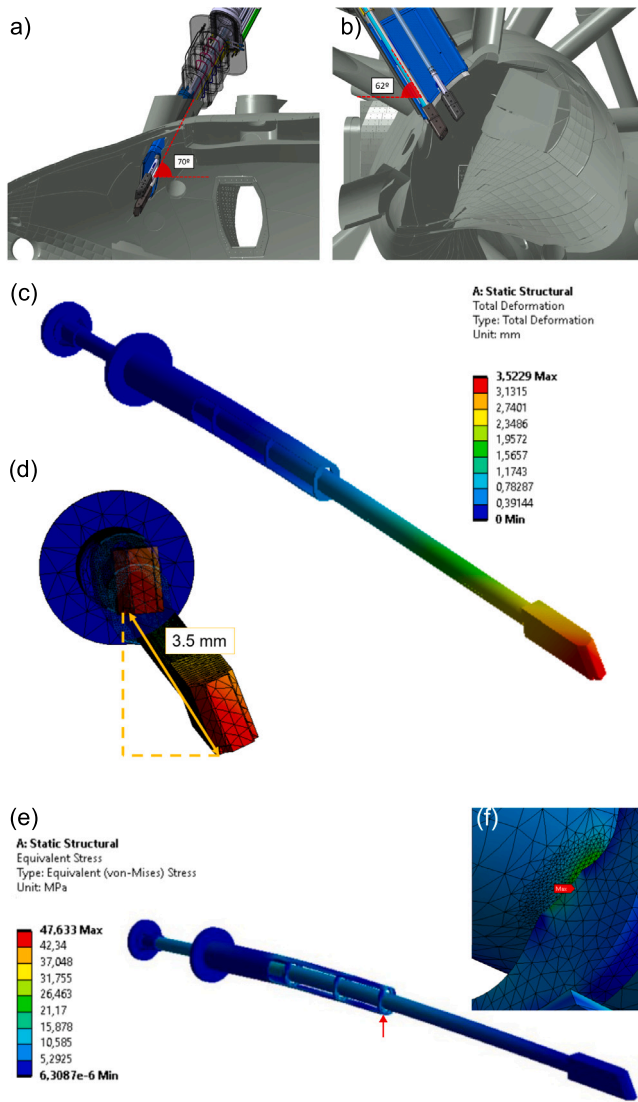 a)
70º
b)
62º
(c)
A: Static Structural
Total Deformation
Type: Total Deformation
Unit: mm
3,5229 Max
3,1315
2,7401
2,3486
1,9572
1,5657
1,1743
0,78287
0,39144
0 Min
(d)
3.5 mm
(e)
A: Static Structural
Equivalent Stress
Type: Equivalent (von-Mises) Stress
Unit: MPa
47,633 Max
42,34
37,048
31,755
26,463
21,17
15,878
10,585
5,2925
6,3087e-6 Min
(f)
Max